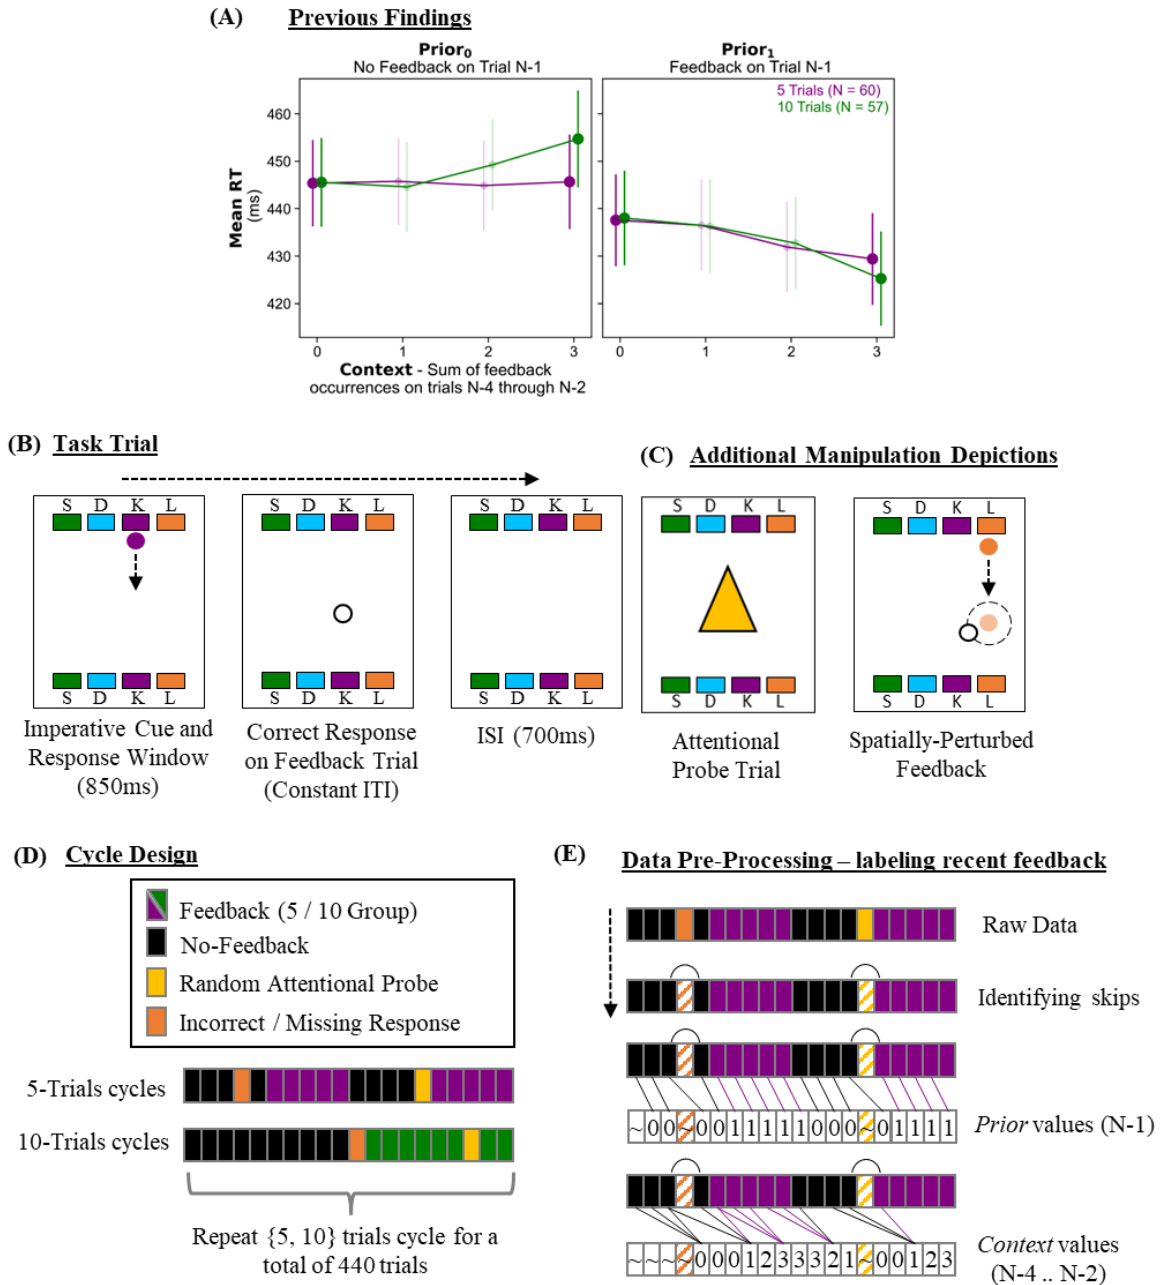 (A) Previous Findings
Prior0
No Feedback on Trial N-1
Prior1
Feedback on Trial N-1
5 Trials (N = 60)
10 Trials (N = 57)
Mean RT
(ms)
460
450
440
430
420
0 1 2 3
0 1 2 3
Context - Sum of feedback
occurrences on trials N-4 through N-2
(B) Task Trial
S D K L
S D K L
Imperative Cue and
Response Window
(850ms)
S D K L
S D K L
Correct Response
on Feedback Trial
(Constant ITI)
S D K L
S D K L
ISI (700ms)
(C) Additional Manipulation Depictions
S D K L
S D K L
Attentional
Probe Trial
S D K L
S D K L
Spatially-Perturbed
Feedback
(D) Cycle Design
Feedback (5 / 10 Group)
No-Feedback
Random Attentional Probe
Incorrect / Missing Response
5-Trials cycles
10-Trials cycles
Repeat {5, 10} trials cycle for a
total of 440 trials
(E) Data Pre-Processing – labeling recent feedback
Raw Data
Identifying skips
~ 0 0 ~ 0 0 1 1 1 1 1 0 0 0 ~ 0 1 1 1 1
Prior values (N-1)
~ ~ ~ ~ 0 0 0 1 2 3 3 3 2 1 ~ 0 0 1 2 3
Context values
(N-4 .. N-2)